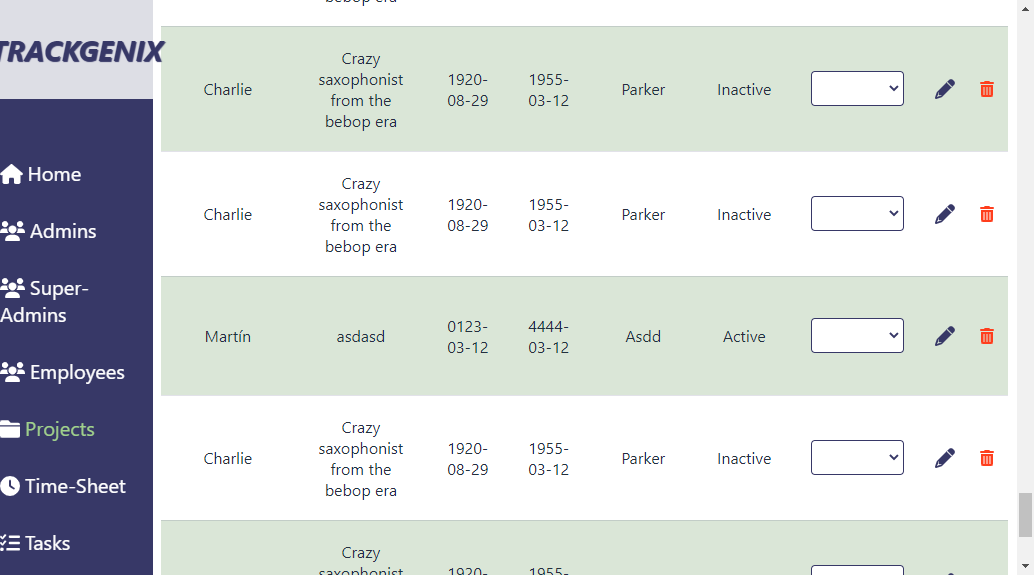 bebop era
TRACKGENIX
Home
Admins
Super-
Admins
Employees
Projects
Time-Sheet
Tasks
Charlie
Crazy
saxophonist
from the
bebop era
1920-
08-29
1955-
03-12
Parker
Inactive
Charlie
Crazy
saxophonist
from the
bebop era
1920-
08-29
1955-
03-12
Parker
Inactive
Martín
asdasd
0123-
03-12
4444-
03-12
Asdd
Active
Charlie
Crazy
saxophonist
from the
bebop era
1920-
08-29
1955-
03-12
Parker
Inactive
Crazy
saxophonist
1920-
1955-